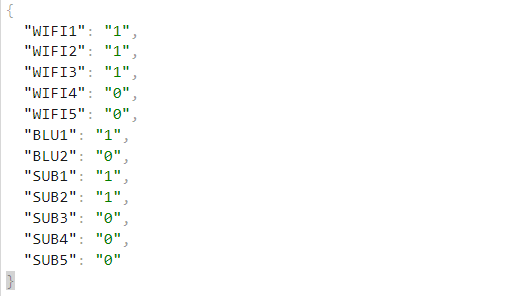 {
"WIFI1": "1",
"WIFI2": "1",
"WIFI3": "1",
"WIFI4": "0",
"WIFI5": "0",
"BLU1": "1",
"BLU2": "0",
"SUB1": "1",
"SUB2": "1",
"SUB3": "0",
"SUB4": "0",
"SUB5": "0"
}